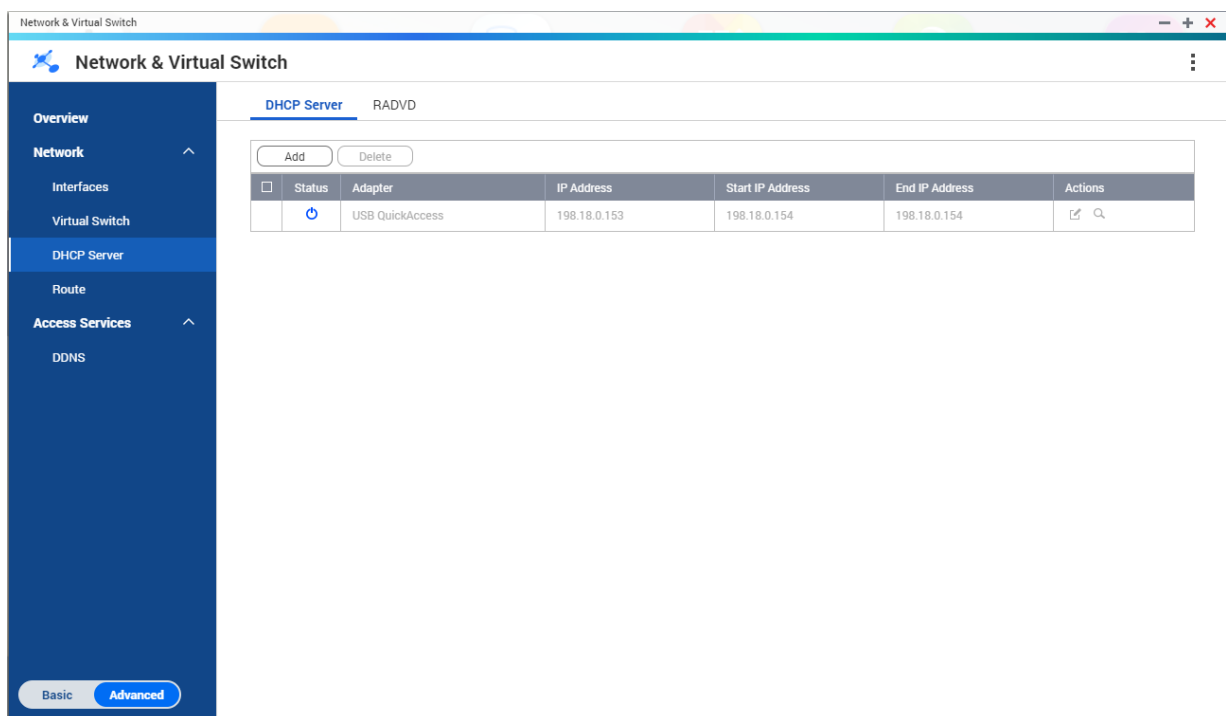 Network & Virtual Switch
Network & Virtual Switch
Overview
Network
Interfaces
Virtual Switch
DHCP Server
Route
Access Services
DDNS
Basic Advanced
DHCP Server RADVD
Add Delete
Status Adapter IP Address Start IP Address End IP Address Actions
USB QuickAccess 198.18.0.153 198.18.0.154 198.18.0.154